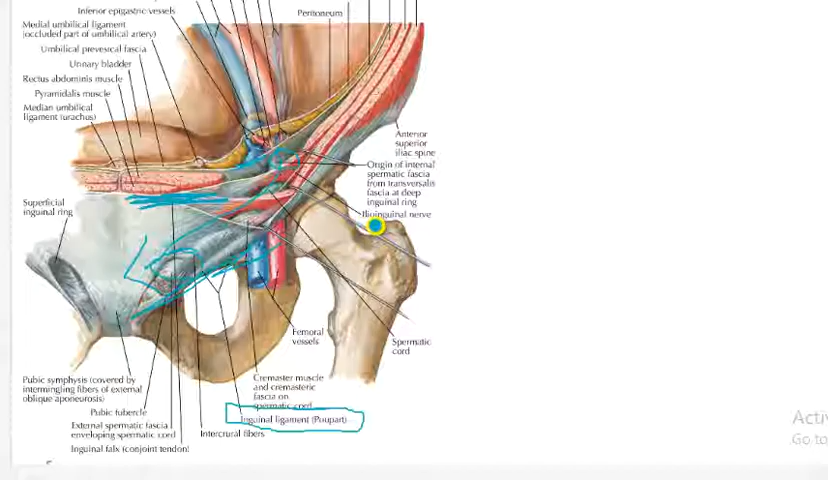 Inferior epigastric vessels
Peritoneum
Medial umbilical ligament
(occluded part of umbilical artery)
Umbilical prevesical fascia
Urinary bladder
Rectus abdominis muscle
Pyramidalis muscle
Median umbilical
ligament (urachus)
Anterior
superior
iliac spine
Origin of internal
spermatic fascia
from transversalis
fascia at deep
inguinal ring
Superficial
inguinal ring
Ilioinguinal nerve
Femoral
vessels
Spermatic
cord
Cremaster muscle
and cremasteric
fascia on
spermatic cord
Pubic symphysis (covered by
intermingling fibers of external
oblique aponeurosis)
Pubic tubercle
Inguinal ligament (Poupart)
External spermatic fascia
enveloping spermatic cord
Intercrural fibers
Inguinal falx (conjoint tendon)
Activ
Go to